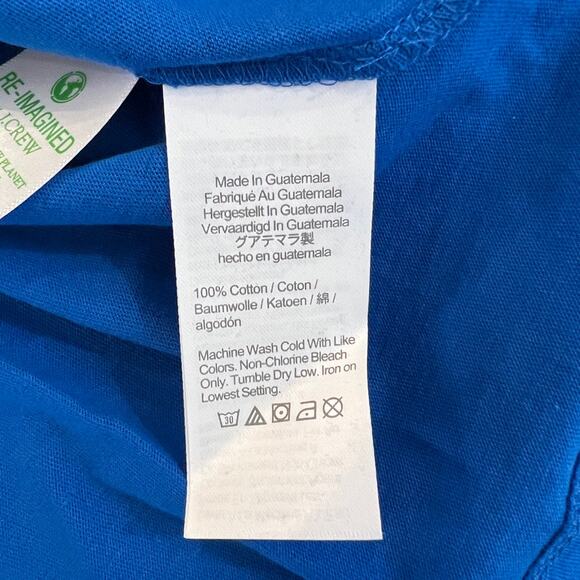 RE-IMAGINED
J.CREW
PLANET
Made In Guatemala
Fabriqué Au Guatemala
Hergestellt In Guatemala
Vervaardigd In Guatemala
グアテマラ製
hecho en guatemala
100% Cotton / Coton /
Baumwolle / Katoen / 綿 /
algodón
Machine Wash Cold With Like
Colors. Non-Chlorine Bleach
Only. Tumble Dry Low. Iron on
Lowest Setting.
30